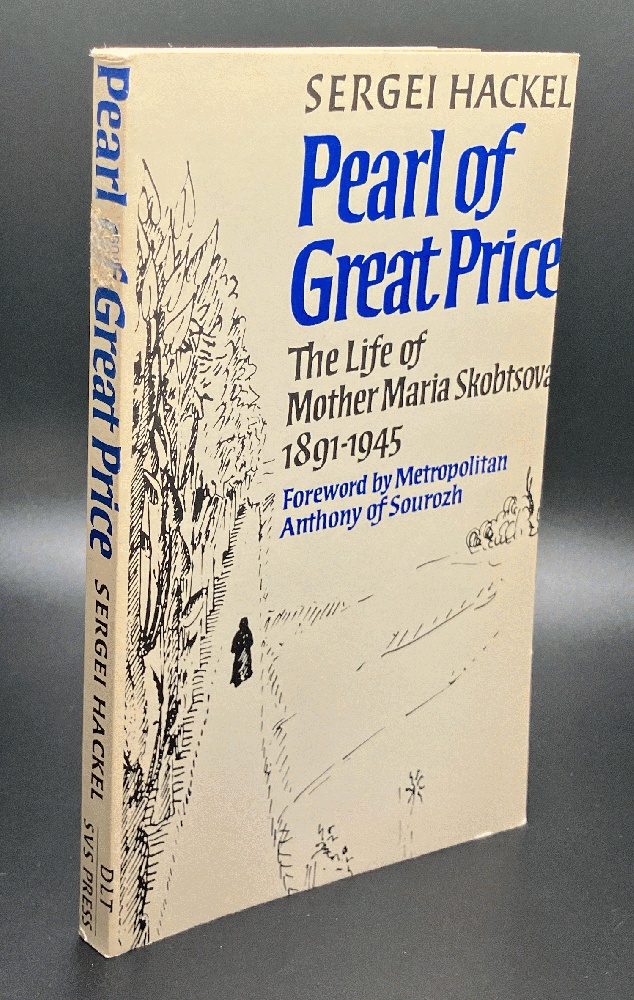 SERGEI HACKEL
Pearl of
Great Price
The Life of
Mother Maria Skobtsova
1891-1945
Foreword by Metropolitan
Anthony of Sourozh
Pearl of Great Price
SERGEI HACKEL
DLT
SVS PRESS